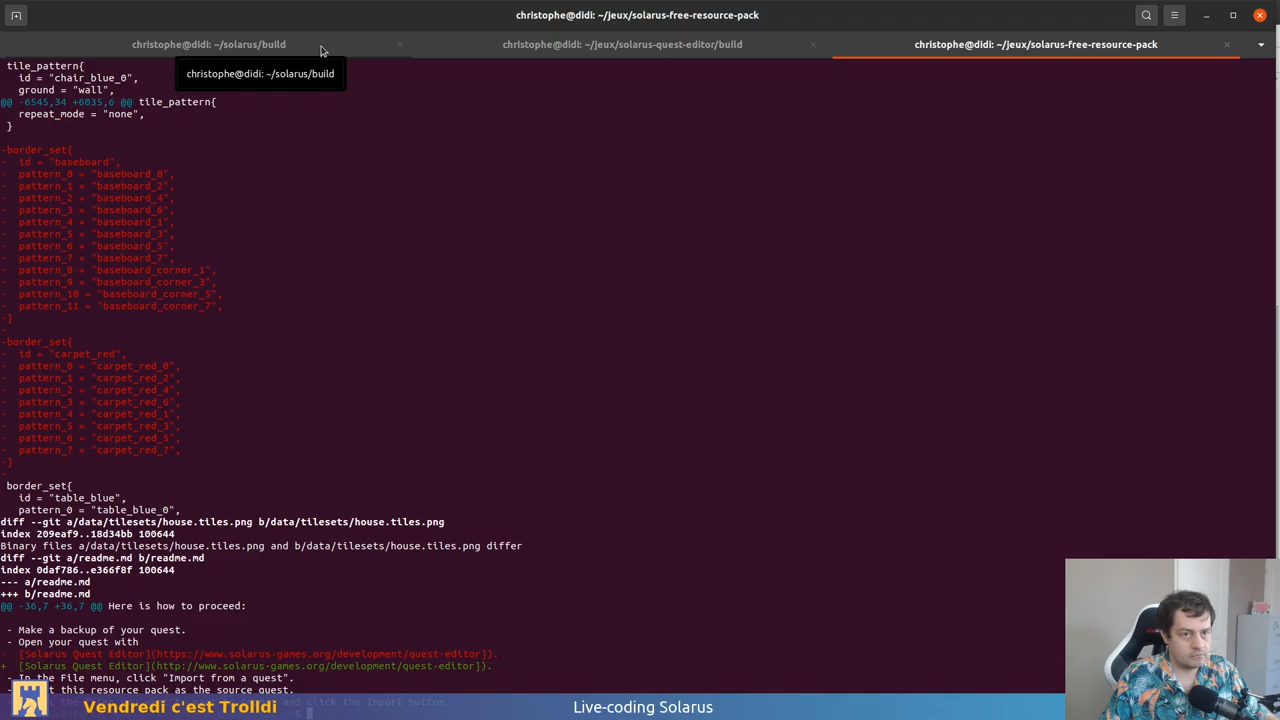 christophe@didi: ~/jeux/solarus-free-resource-pack
christophe@didi: ~/solarus/build
christophe@didi: ~/jeux/solarus-quest-editor/build
christophe@didi: ~/jeux/solarus-free-resource-pack
christophe@didi: ~/solarus/build
tile_pattern{
id = "chair_blue_0",
ground = "wall",
@@ -6545,34 +6035,6 @@ tile_pattern{
repeat_mode = "none",
}
-border_set{
-  id = "baseboard",
-  pattern_0 = "baseboard_0",
-  pattern_1 = "baseboard_2",
-  pattern_2 = "baseboard_4",
-  pattern_3 = "baseboard_6",
-  pattern_4 = "baseboard_1",
-  pattern_5 = "baseboard_3",
-  pattern_6 = "baseboard_5",
-  pattern_7 = "baseboard_7",
-  pattern_8 = "baseboard_corner_1",
-  pattern_9 = "baseboard_corner_3",
-  pattern_10 = "baseboard_corner_5",
-  pattern_11 = "baseboard_corner_7",
-}
-
-border_set{
-  id = "carpet_red",
-  pattern_0 = "carpet_red_0",
-  pattern_1 = "carpet_red_2",
-  pattern_2 = "carpet_red_4",
-  pattern_3 = "carpet_red_6",
-  pattern_4 = "carpet_red_1",
-  pattern_5 = "carpet_red_3",
-  pattern_6 = "carpet_red_5",
-  pattern_7 = "carpet_red_7",
-}
-
border_set{
id = "table_blue",
pattern_0 = "table_blue_0",
diff --git a/data/tilesets/house.tiles.png b/data/tilesets/house.tiles.png
index 209eaf9..18d34bb 100644
Binary files a/data/tilesets/house.tiles.png and b/data/tilesets/house.tiles.png differ
diff --git a/readme.md b/readme.md
index 0daf786..e366f8f 100644
--- a/readme.md
+++ b/readme.md
@@ -36,7 +36,7 @@ Here is how to proceed:
- Make a backup of your quest.
- Open your quest with
-  [Solarus Quest Editor](https://www.solarus-games.org/development/quest-editor]).
+  [Solarus Quest Editor](http://www.solarus-games.org/development/quest-editor]).
- In the File menu, click "Import from a quest".
this resource pack as the source quest.
and click the Import button.
Vendredi c'est Trolldi
Live-coding Solarus